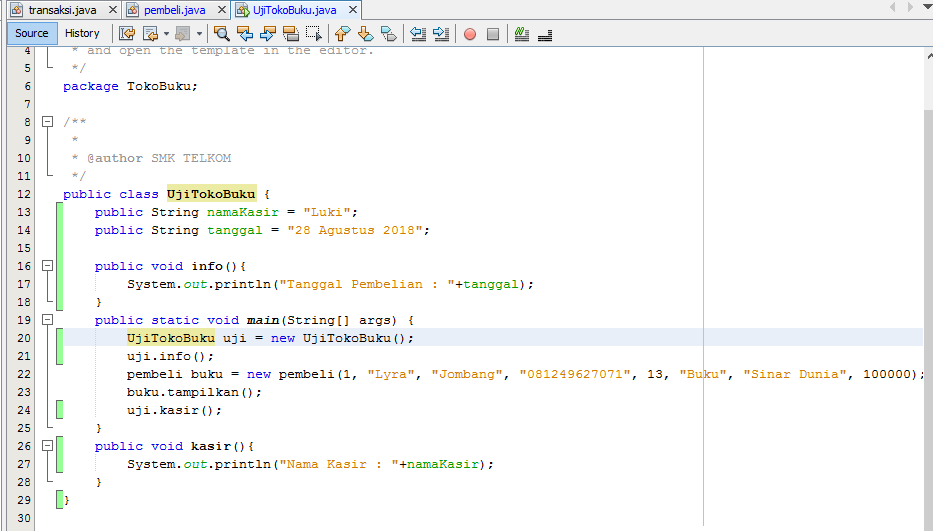 transaksi.java pembeli.java UjiTokoBuku.java
Source History
4 * and open the template in the editor.
5 */
6 package TokoBuku;
7
8 /**
9 *
10 * @author SMK TELKOM
11 */
12 public class UjiTokoBuku {
13 public String namaKasir = "Luki";
14 public String tanggal = "28 Agustus 2018";
15
16 public void info(){
17 System.out.println("Tanggal Pembelian : "+tanggal);
18 }
19 public static void main(String[] args) {
20 UjiTokoBuku uji = new UjiTokoBuku();
21 uji.info();
22 pembeli buku = new pembeli(1, "Lyra", "Jombang", "081249627071", 13, "Buku", "Sinar Dunia", 100000);
23 buku.tampilkan();
24 uji.kasir();
25 }
26 public void kasir(){
27 System.out.println("Nama Kasir : "+namaKasir);
28 }
29 }
30